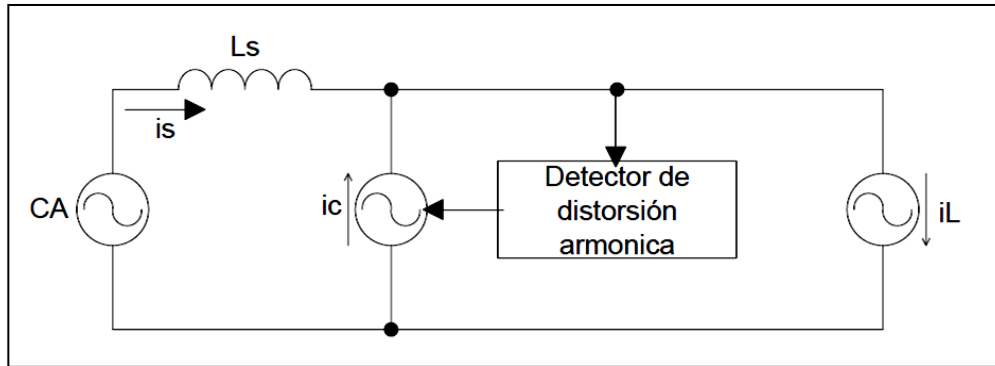 Ls
is
CA
ic
Detector de
distorsión
armonica
iL